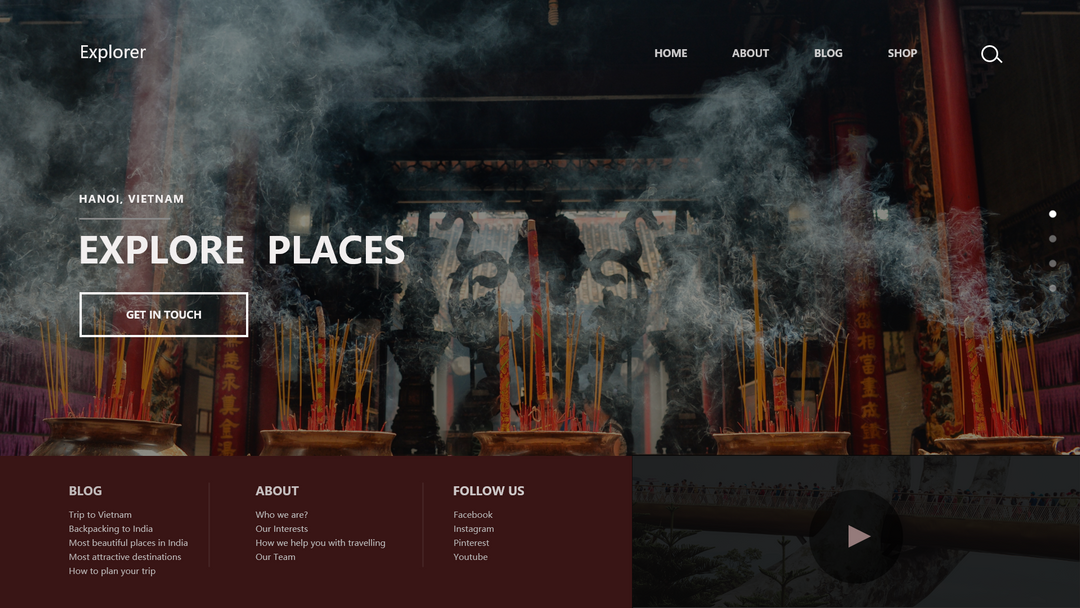 Explorer
HOME ABOUT BLOG SHOP
HANOI, VIETNAM
EXPLORE PLACES
GET IN TOUCH
BLOG
Trip to Vietnam
Backpacking to India
Most beautiful places in India
Most attractive destinations
How to plan your trip
ABOUT
Who we are?
Our Interests
How we help you with travelling
Our Team
FOLLOW US
Facebook
Instagram
Pinterest
Youtube